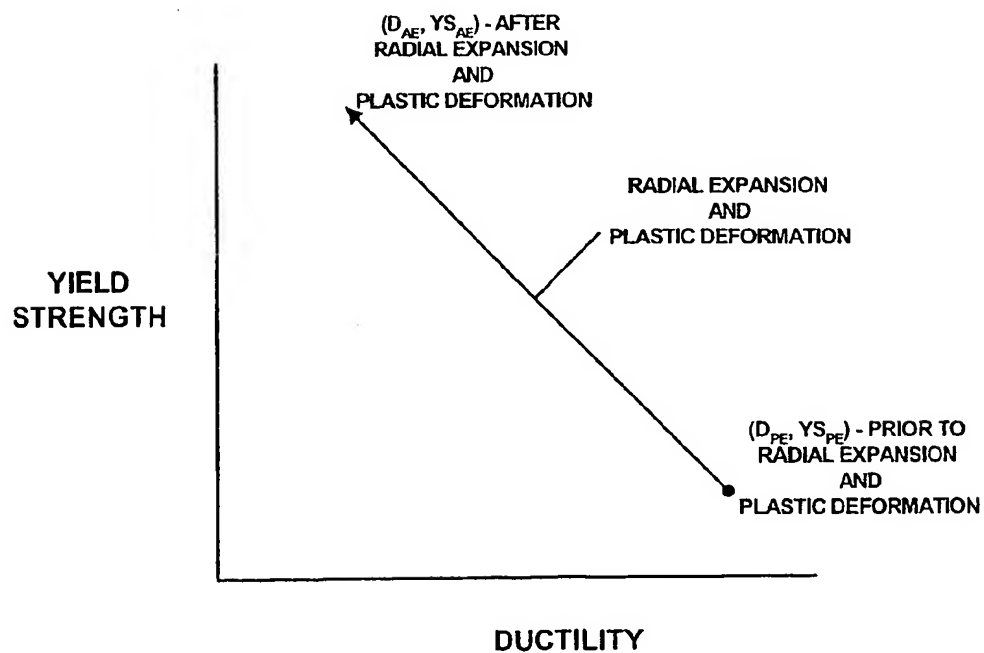 (D_AE, YS_AE) - AFTER
RADIAL EXPANSION
AND
PLASTIC DEFORMATION
RADIAL EXPANSION
AND
PLASTIC DEFORMATION
YIELD
STRENGTH
(D_PE, YS_PE) - PRIOR TO
RADIAL EXPANSION
AND
PLASTIC DEFORMATION
DUCTILITY